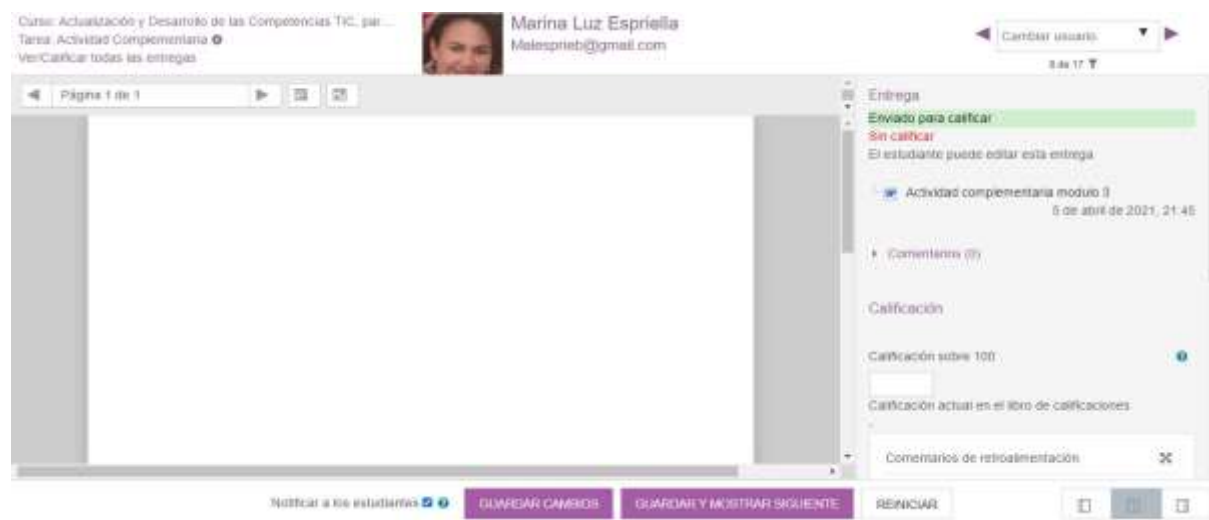 Curso: Actualización y Desarrollo de las Competencias TIC, par...
Tarea: Actividad Complementaria
Ver/Calificar todas las entregas
Marina Luz Espriella
Malesprieb@gmail.com
Cambiar usuario
8 de 17
Página 1 de 1
Entrega
Enviado para calificar
Sin calificar
El estudiante puede editar esta entrega
Actividad complementaria modulo 3
5 de abril de 2021, 21:45
Comentarios (0)
Calificación
Calificación sobre 100
Calificación actual en el libro de calificaciones
-
Comentarios de retroalimentación
Notificar a los estudiantes
GUARDAR CAMBIOS
GUARDAR Y MOSTRAR SIGUIENTE
REINICIAR